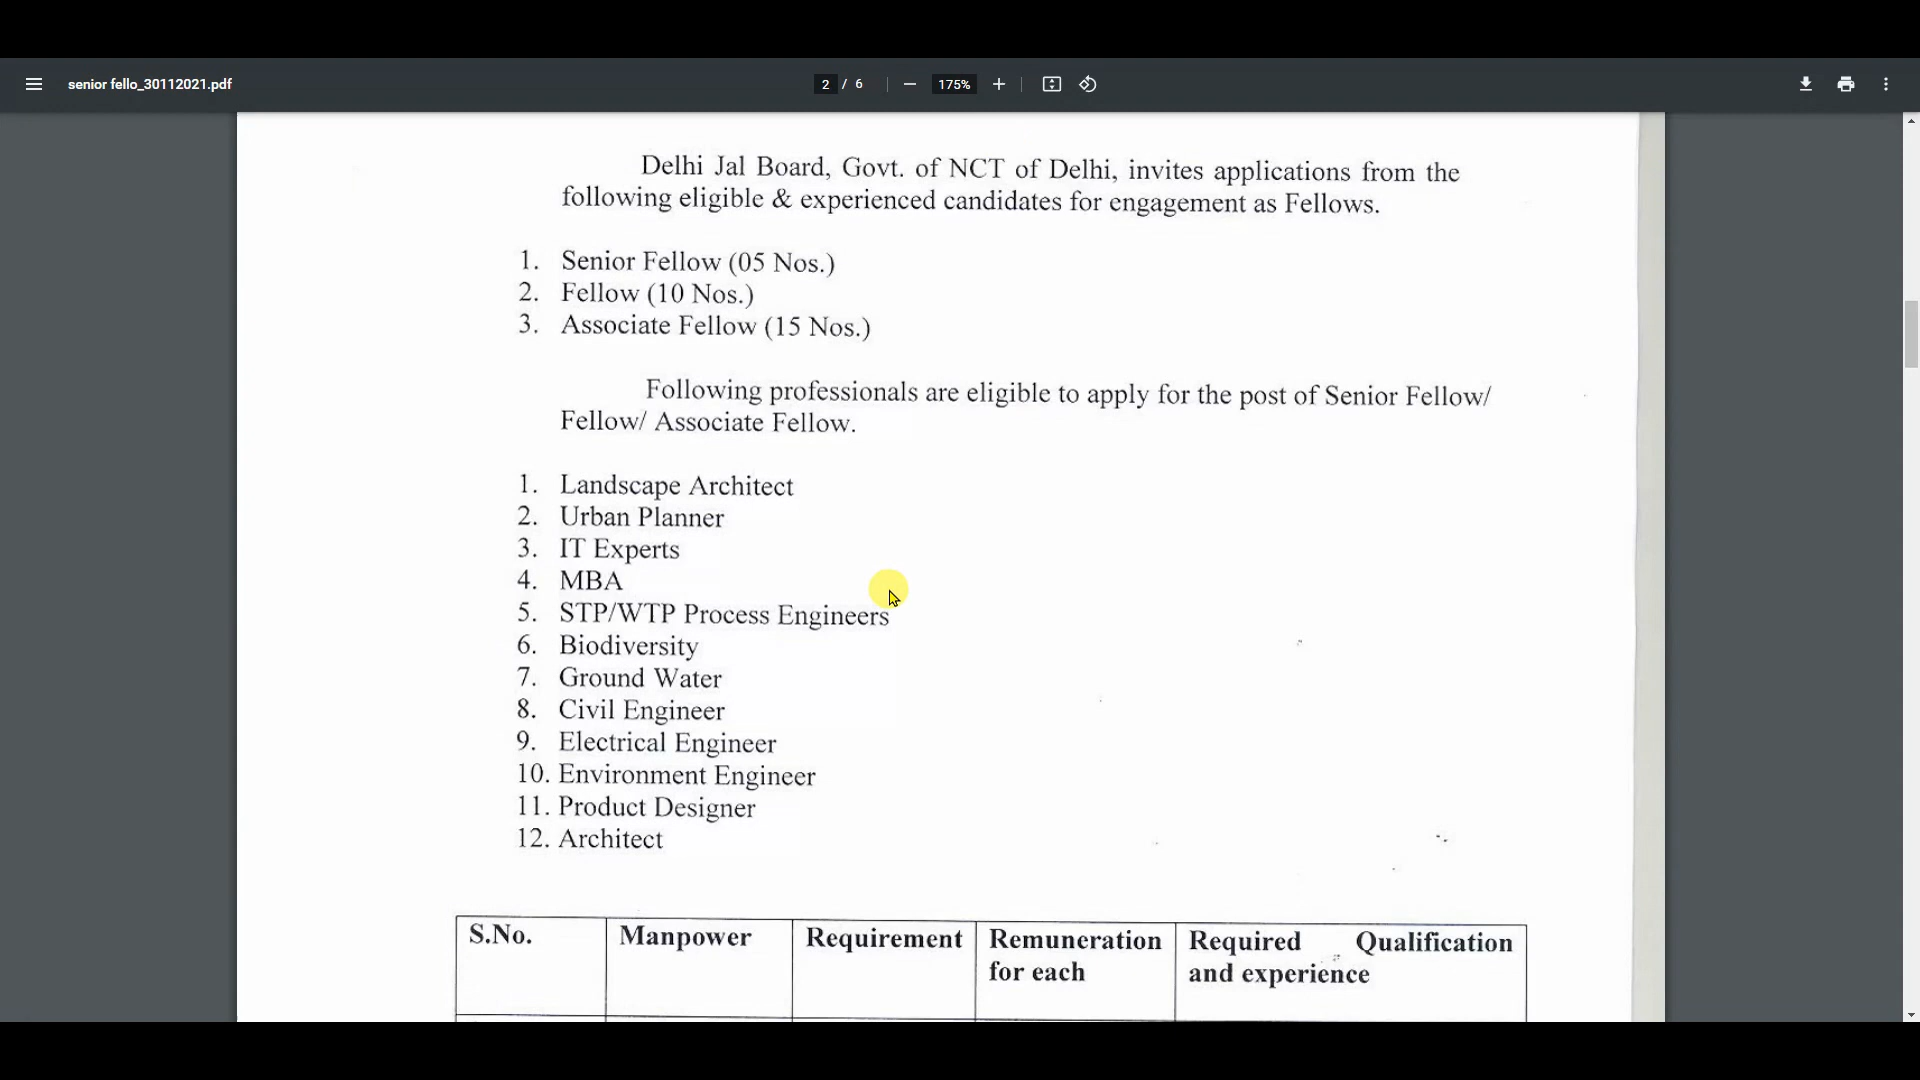 senior fello_30112021.pdf
2 / 6
175%
Delhi Jal Board, Govt. of NCT of Delhi, invites applications from the
following eligible & experienced candidates for engagement as Fellows.
1. Senior Fellow (05 Nos.)
2. Fellow (10 Nos.)
3. Associate Fellow (15 Nos.)
Following professionals are eligible to apply for the post of Senior Fellow/
Fellow/ Associate Fellow.
1. Landscape Architect
2. Urban Planner
3. IT Experts
4. MBA
5. STP/WTP Process Engineers
6. Biodiversity
7. Ground Water
8. Civil Engineer
9. Electrical Engineer
10. Environment Engineer
11. Product Designer
12. Architect
S.No. Manpower Requirement Remuneration for each Required Qualification and experience